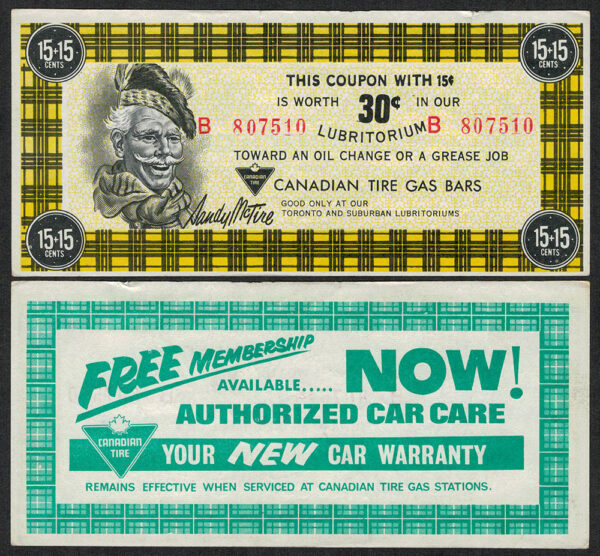 15+15
CENTS
15+15
CENTS
THIS COUPON WITH 15¢
IS WORTH 30¢ IN OUR
B 807510 LUBRITORIUM B 807510
TOWARD AN OIL CHANGE OR A GREASE JOB
CANADIAN
TIRE
CANADIAN TIRE GAS BARS
Sandy McTire
GOOD ONLY AT OUR
TORONTO AND SUBURBAN LUBRITORIUMS
15+15
CENTS
15+15
CENTS
FREE MEMBERSHIP
AVAILABLE..... NOW!
AUTHORIZED CAR CARE
CANADIAN
TIRE
YOUR NEW CAR WARRANTY
REMAINS EFFECTIVE WHEN SERVICED AT CANADIAN TIRE GAS STATIONS.